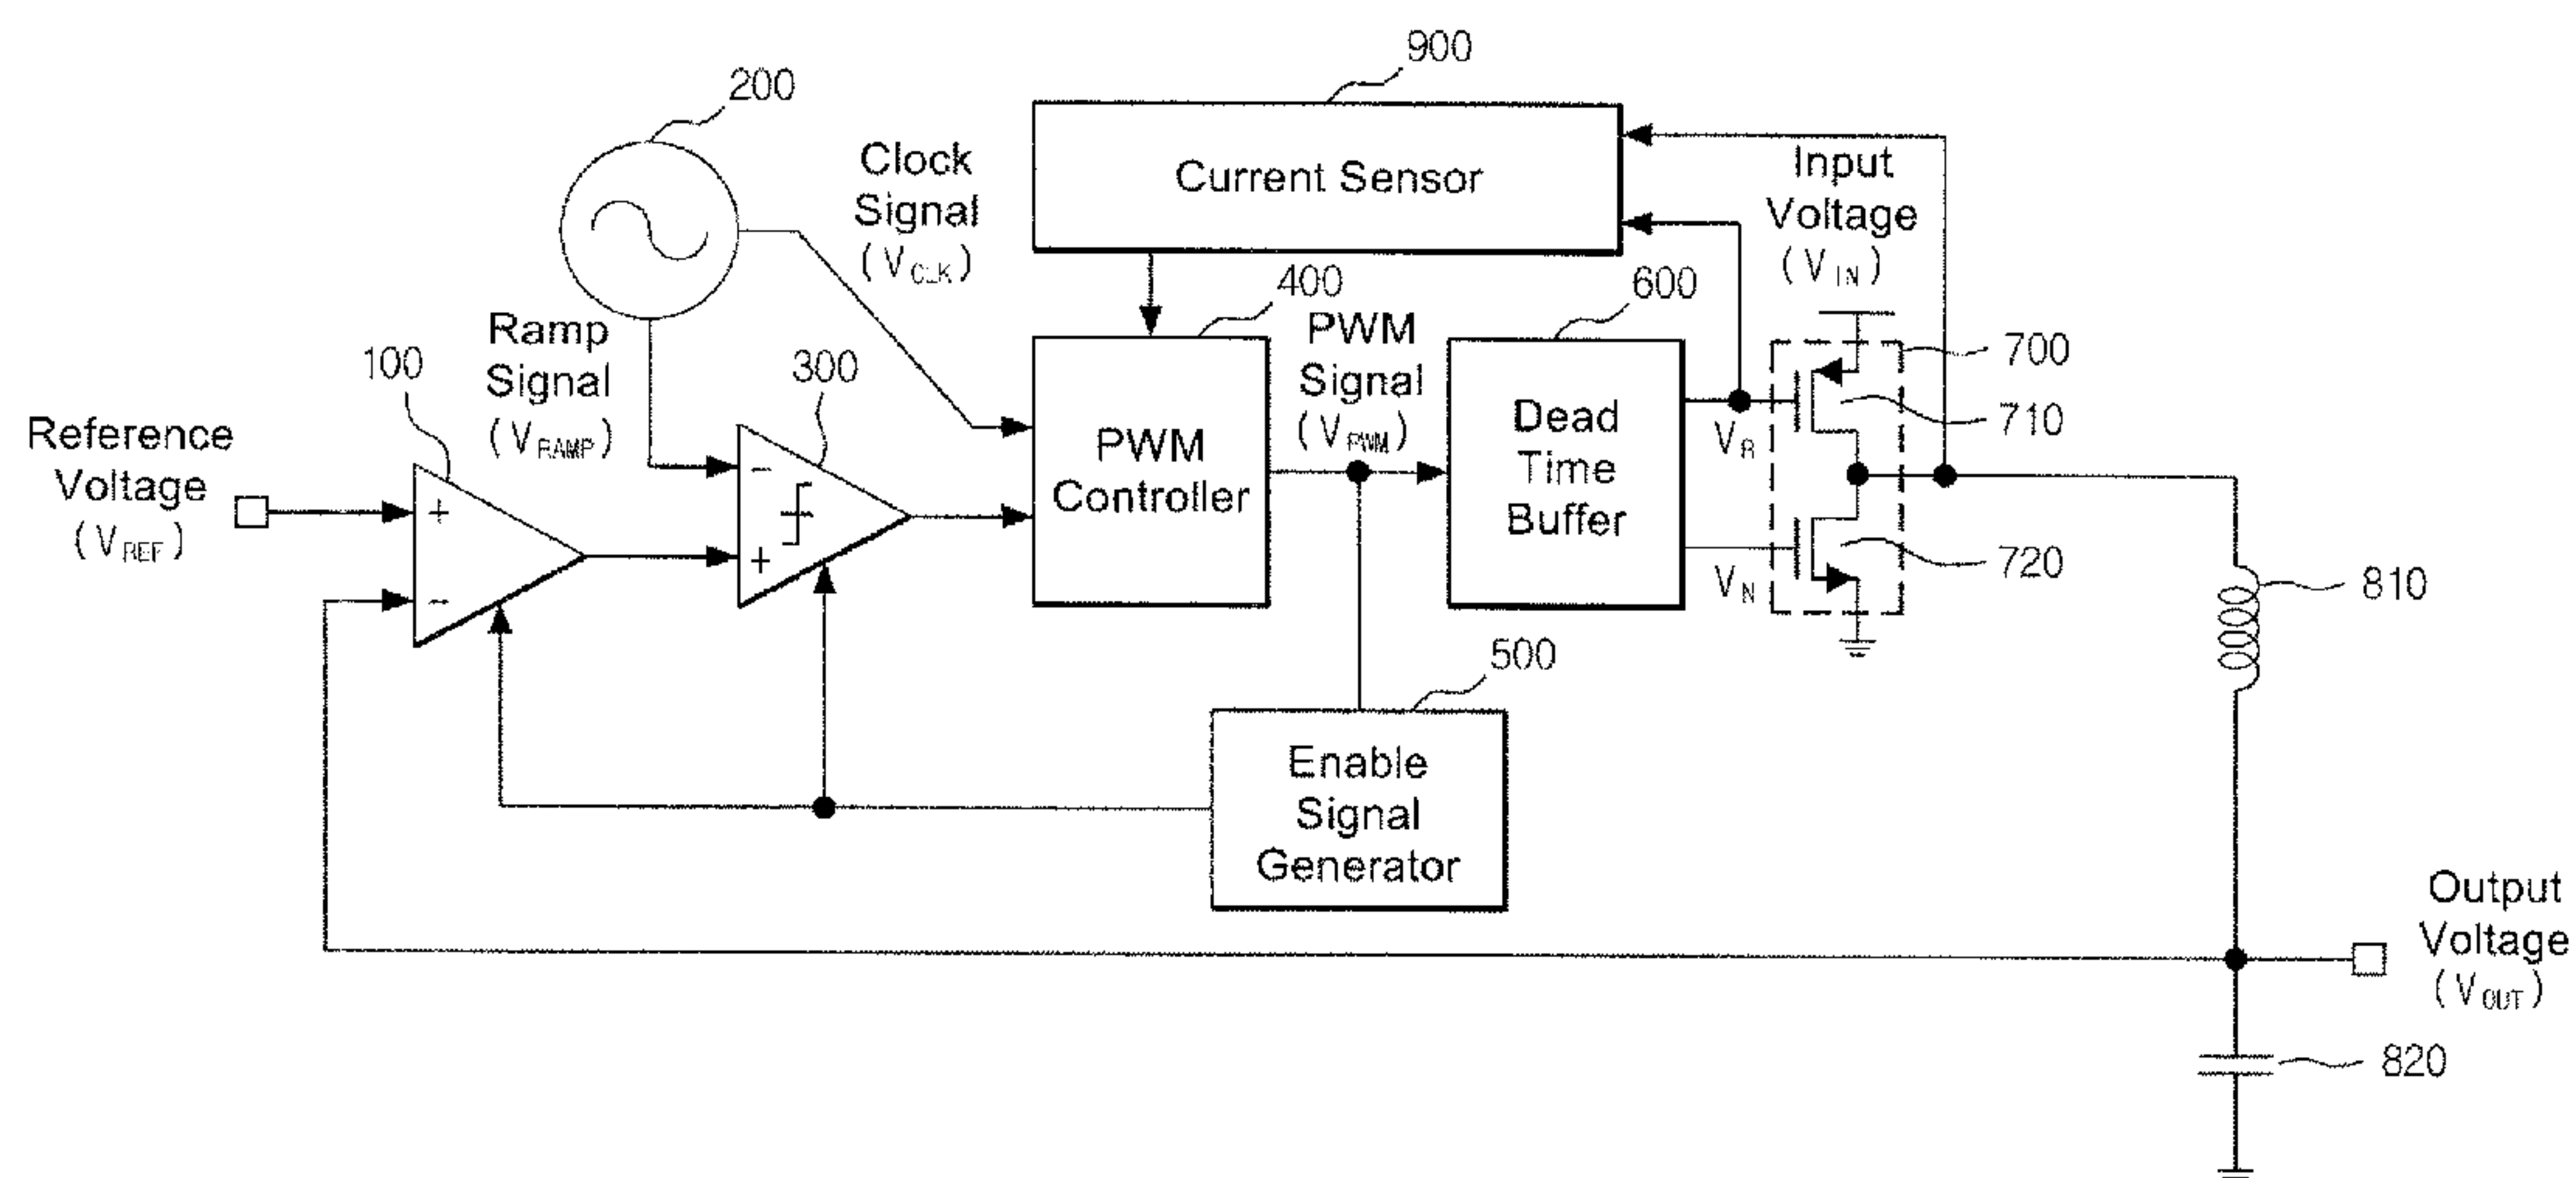 900
200
Clock
Signal
(VCLK)
Current Sensor
Input
Voltage
(VIN)
Ramp
Signal
(VRAMP)
100
300
400
PWM
Signal
(VPWM)
600
700
710
Reference
Voltage
(VREF)
+
−
−
+
PWM
Controller
Dead
Time
Buffer
VN
720
810
500
Enable
Signal
Generator
Output
Voltage
(VOUT)
820